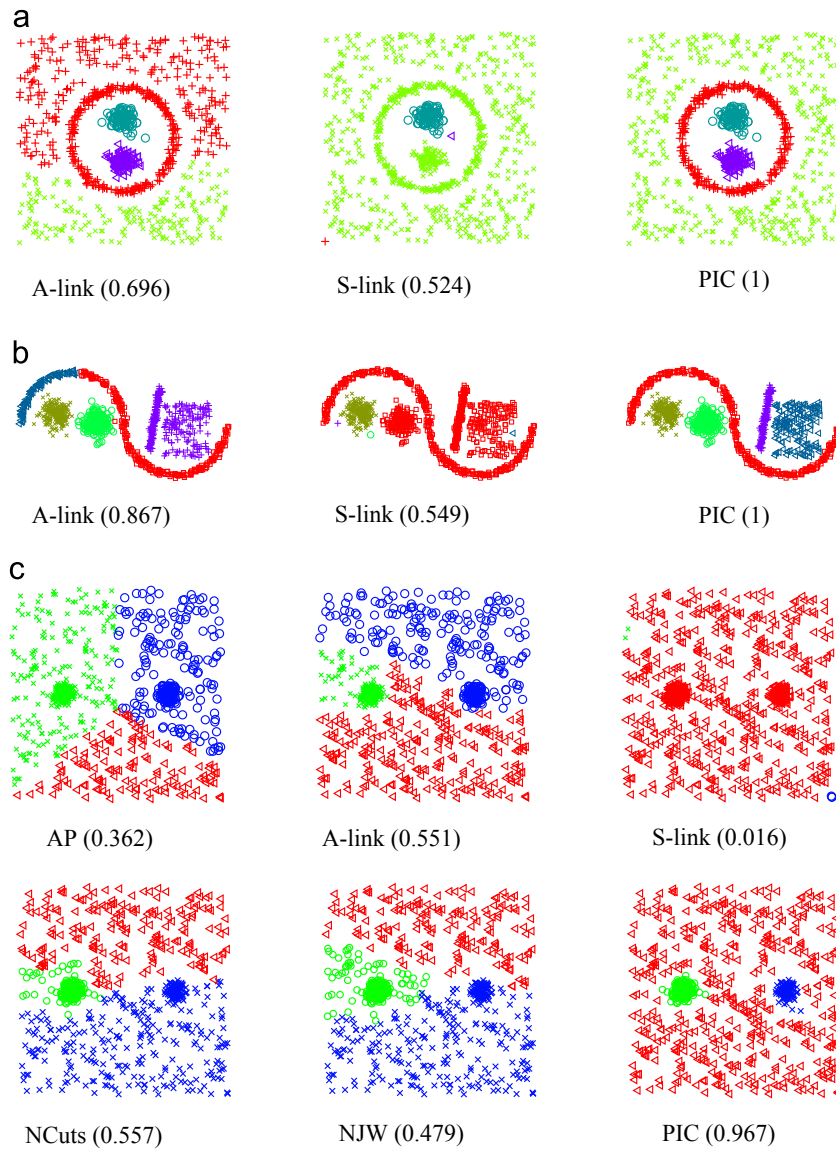 a
A-link (0.696) S-link (0.524) PIC (1)
b
A-link (0.867) S-link (0.549) PIC (1)
c
AP (0.362) A-link (0.551) S-link (0.016)
NCuts (0.557) NJW (0.479) PIC (0.967)